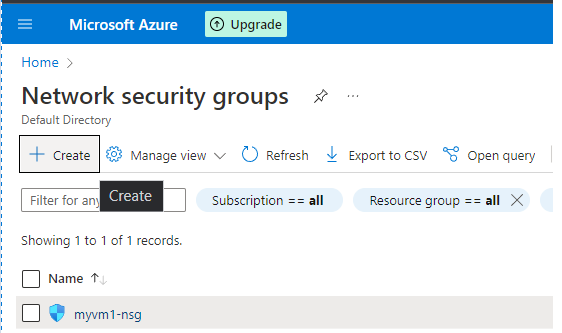 Microsoft Azure Upgrade
Home >
Network security groups ...
Default Directory
+ Create Manage view Refresh Export to CSV Open query
Filter for any Create Subscription == all Resource group == all
Showing 1 to 1 of 1 records.
Name ↑↓
myvm1-nsg